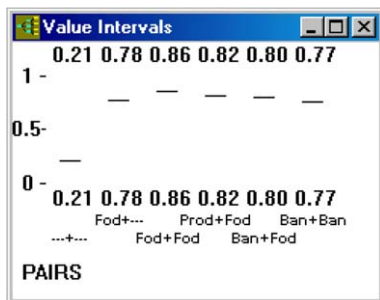 Value Intervals
0.21 0.78 0.86 0.82 0.80 0.77
1 -
0.5-
0 -
0.21 0.78 0.86 0.82 0.80 0.77
Fod+--- Prod+Fod Ban+Ban
---+--- Fod+Fod Ban+Fod
PAIRS